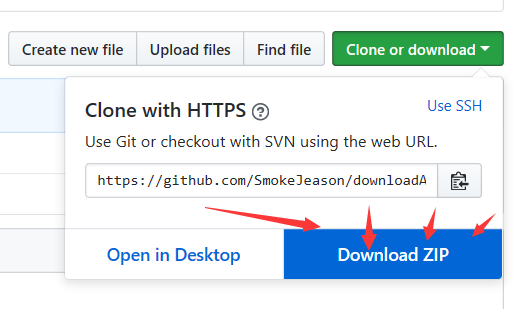 Create new file Upload files Find file Clone or download
Clone with HTTPS ?
Use SSH
Use Git or checkout with SVN using the web URL.
https://github.com/SmokeJeason/downloadA
Open in Desktop Download ZIP